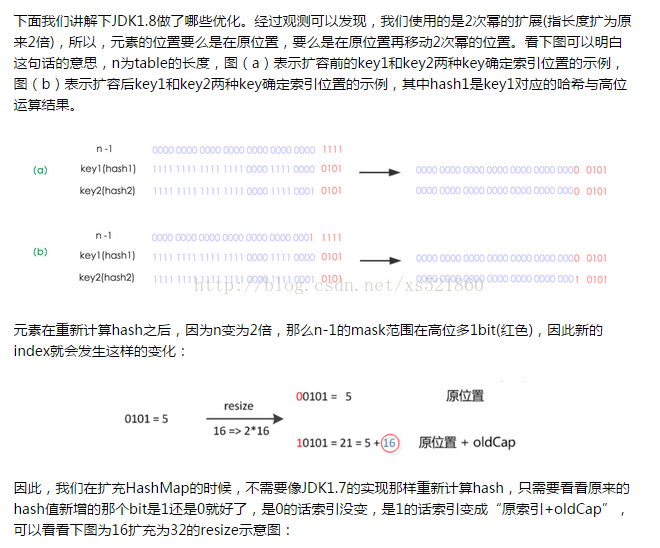 下面我们讲解下JDK1.8做了哪些优化。经过观测可以发现，我们使用的是2次幂的扩展(指长度扩为原
来2倍)，所以，元素的位置要么是在原位置，要么是在原位置再移动2次幂的位置。看下图可以明白
这句话的意思，n为table的长度，图（a）表示扩容前的key1和key2两种key确定索引位置的示例，
图（b）表示扩容后key1和key2两种key确定索引位置的示例，其中hash1是key1对应的哈希与高位
运算结果。
n -1 0000 0000 0000 0000 0000 0000 0000 1111
(a) key1(hash1) 1111 1111 1111 1111 0000 1111 0000 0101 0000 0000 0000 0000 0000 0000 0000 0101
key2(hash2) 1111 1111 1111 1111 0000 1111 0001 0101 0000 0000 0000 0000 0000 0000 0000 0101
n -1 0000 0000 0000 0000 0000 0000 0001 1111
(b) key1(hash1) 1111 1111 1111 1111 0000 1111 0000 0101 0000 0000 0000 0000 0000 0000 0000 0101
key2(hash2) 1111 1111 1111 1111 0000 1111 0001 0101 0000 0000 0000 0000 0000 0000 0001 0101
http://blog.csdn.net/xs521860
元素在重新计算hash之后，因为n变为2倍，那么n-1的mask范围在高位多1bit(红色)，因此新的
index就会发生这样的变化：
00101 = 5 原位置
0101 = 5 resize
16 => 2*16
10101 = 21 = 5 + 16 原位置 + oldCap
因此，我们在扩充HashMap的时候，不需要像JDK1.7的实现那样重新计算hash，只需要看看原来的
hash值新增的那个bit是1还是0就好了，是0的话索引没变，是1的话索引变成“原索引+oldCap”，
可以看看下图为16扩充为32的resize示意图：